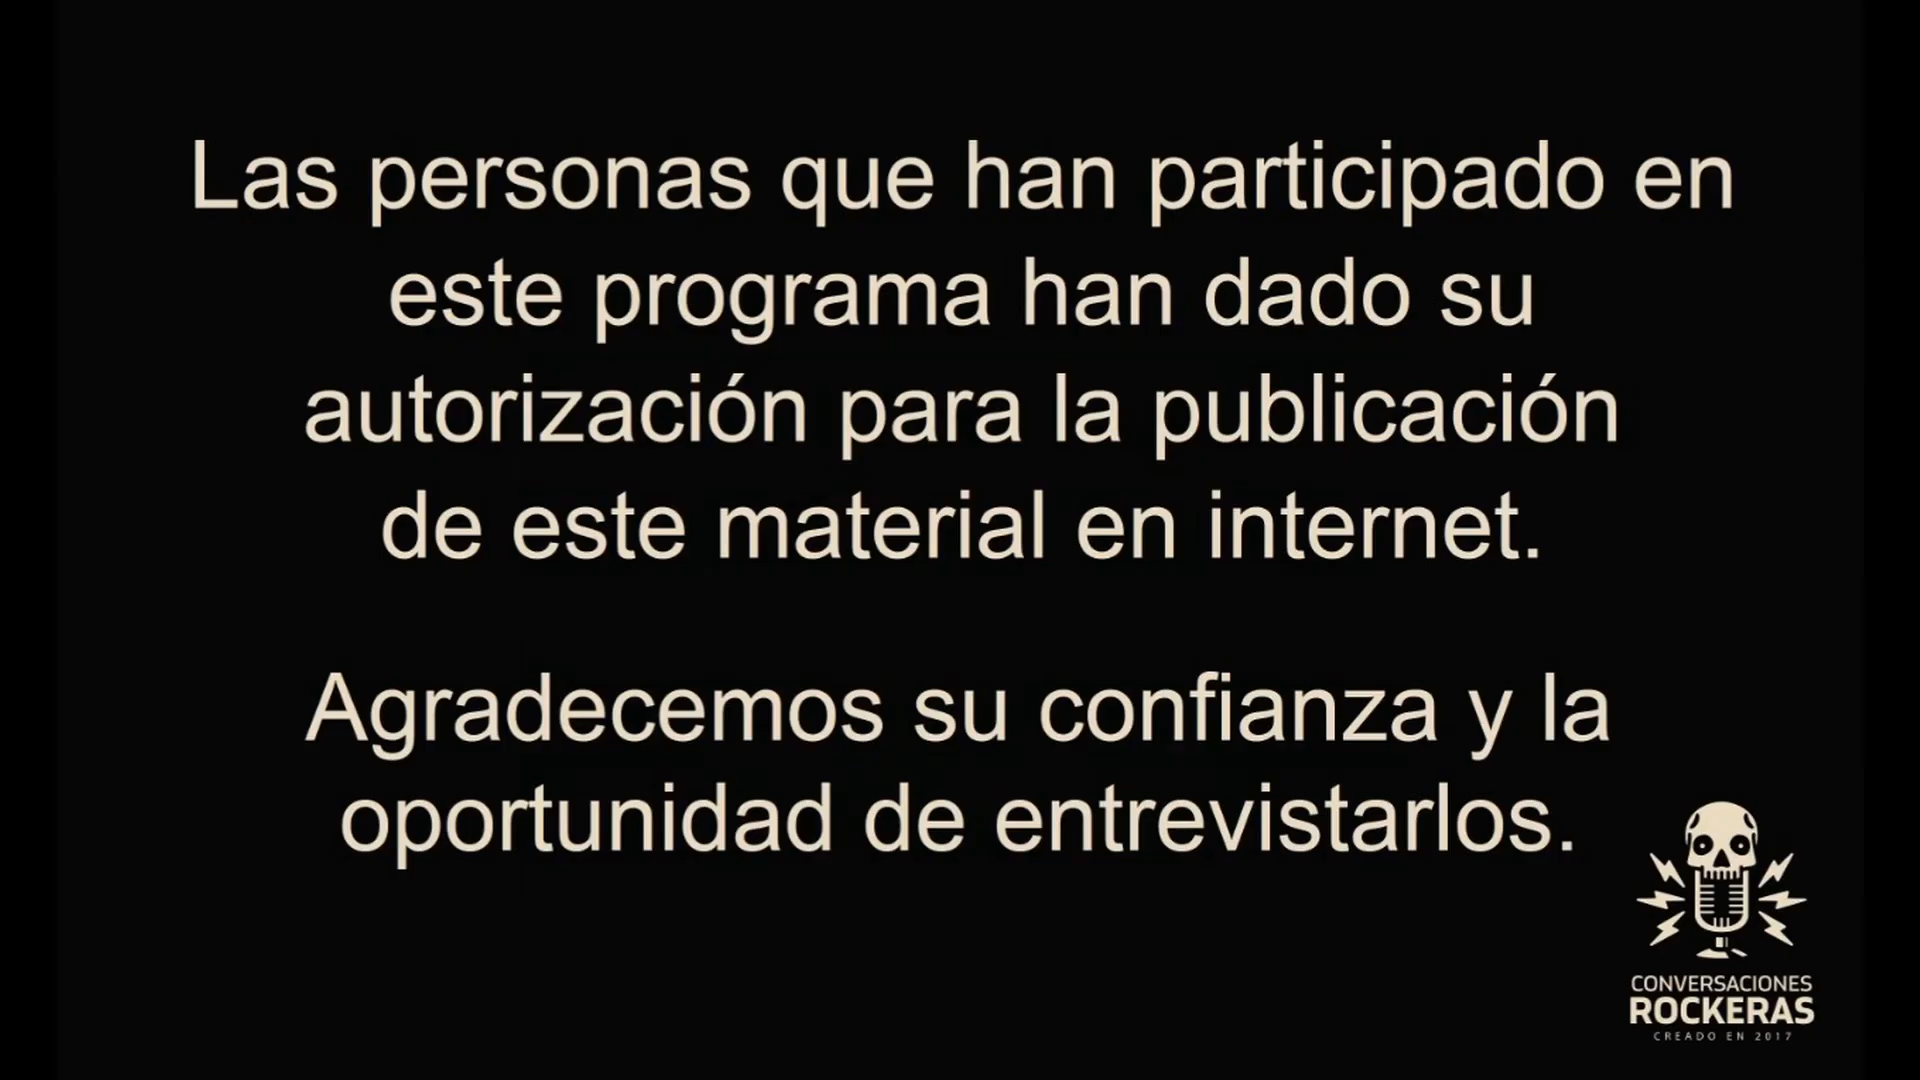 Las personas que han participado en
este programa han dado su
autorización para la publicación
de este material en internet.
Agradecemos su confianza y la
oportunidad de entrevistarlos.
CONVERSACIONES
ROCKERAS
CREADO EN 2017